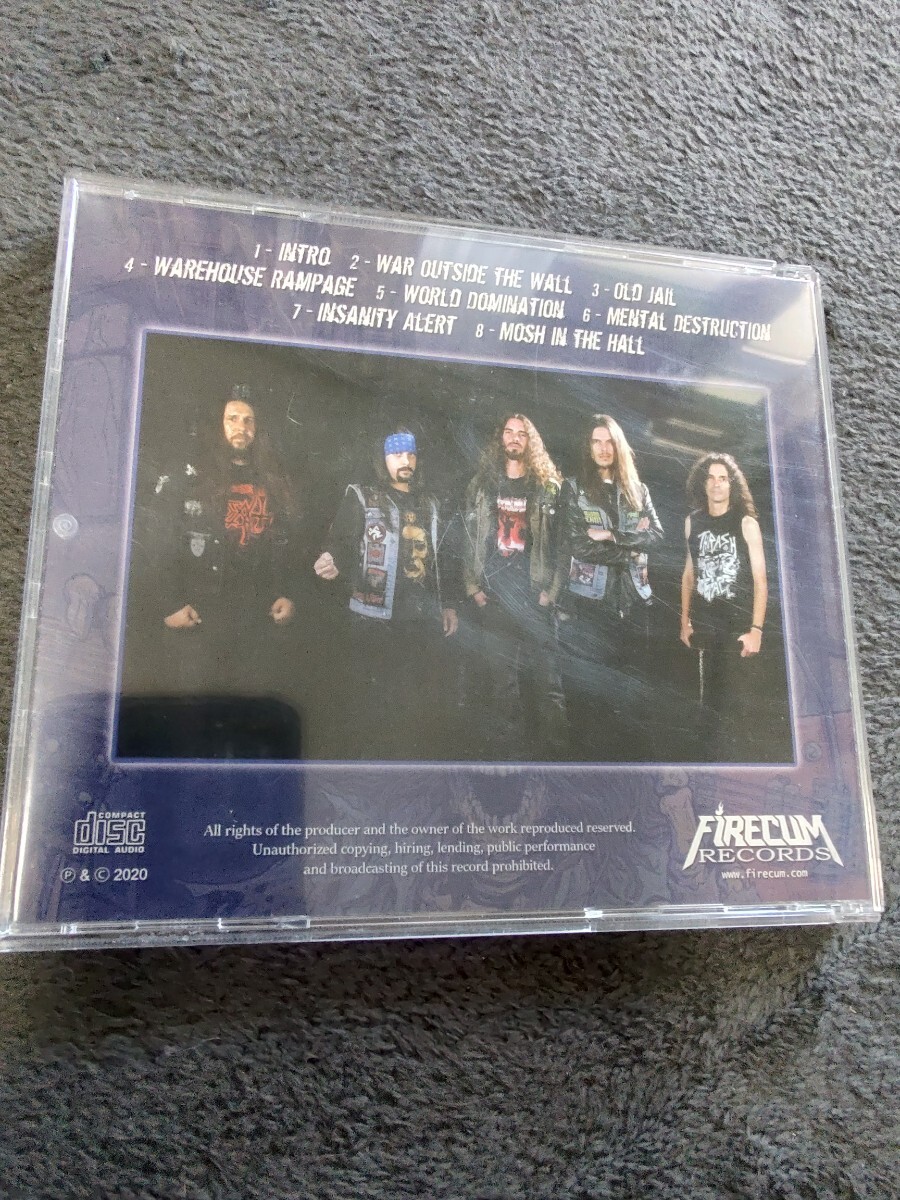 1 - INTRO 2 - WAR OUTSIDE THE WALL 3 - OLD JAIL
4 - WAREHOUSE RAMPAGE 5 - WORLD DOMINATION 6 - MENTAL DESTRUCTION
7 - INSANITY ALERT 8 - MOSH IN THE HALL
THRASH
COMPACT
disc
DIGITAL AUDIO
Ⓟ & © 2020
All rights of the producer and the owner of the work reproduced reserved.
Unauthorized copying, hiring, lending, public performance
and broadcasting of this record prohibited.
FIRECUM
RECORDS
www.firecum.com